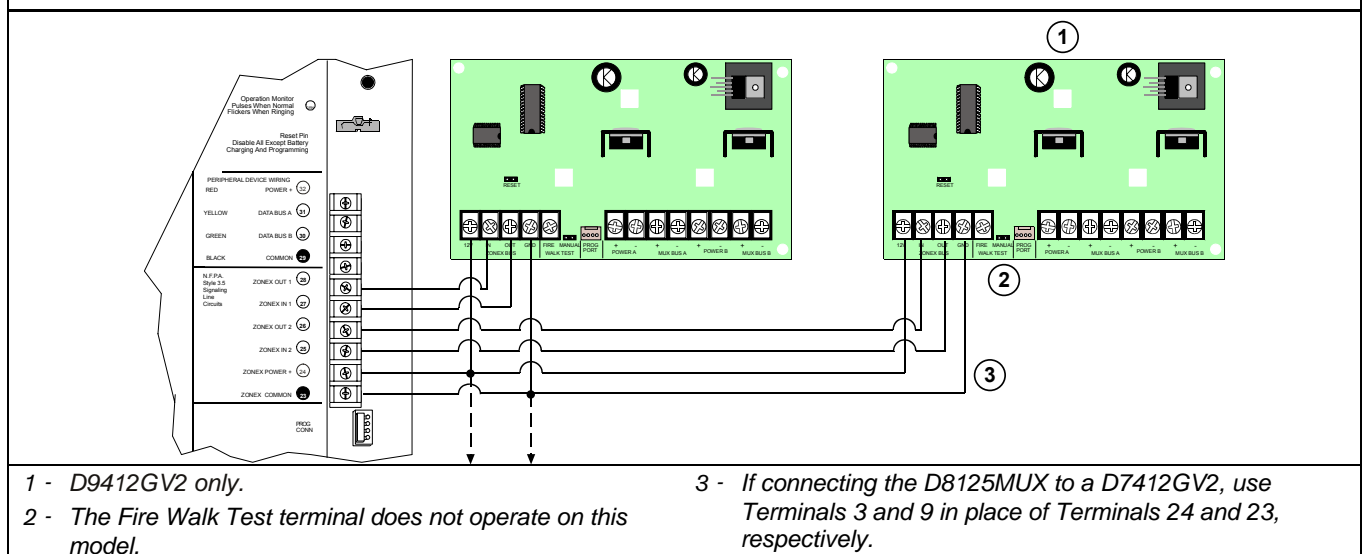 1
Operation Monitor
Pulses When Normal
Flickers When Ringing
Reset Pin
Disable All Except Battery
Charging And Programming
PERIPHERAL DEVICE WIRING
RED POWER + 32
YELLOW DATA BUS A 31
GREEN DATA BUS B 30
BLACK COMMON 29
N.F.P.A.
Style 3.5
Signaling
Line
Circuits
ZONEX OUT 1 28
ZONEX IN 1 27
ZONEX OUT 2 26
ZONEX IN 2 25
ZONEX POWER + 24
ZONEX COMMON 23
PROG
CONN
RESET
12V IN OUT GND FIRE MANUAL PROG PORT + - + - + - + -
ZONEX BUS WALK TEST POWER A MUX BUS A POWER B MUX BUS B
RESET
12V IN OUT GND FIRE MANUAL PROG PORT + - + - + - + -
ZONEX BUS WALK TEST POWER A MUX BUS A POWER B MUX BUS B
2
3
1 - D9412GV2 only.
2 - The Fire Walk Test terminal does not operate on this
model.
3 - If connecting the D8125MUX to a D7412GV2, use
Terminals 3 and 9 in place of Terminals 24 and 23,
respectively.